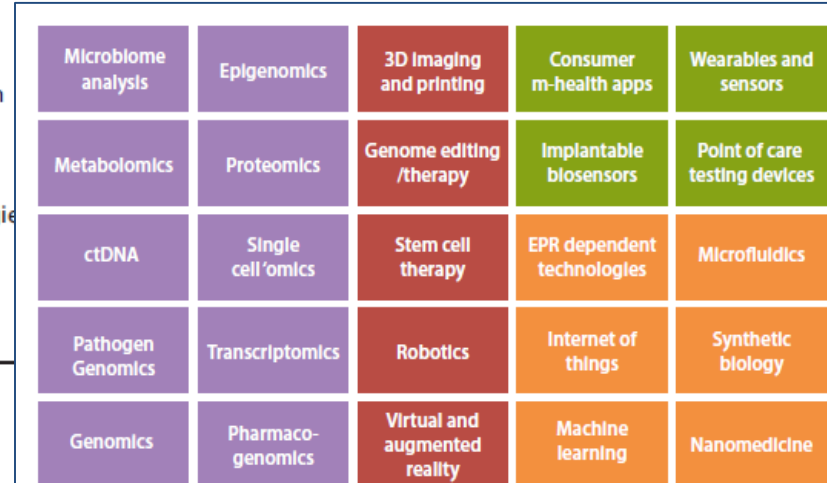 Microbiome
analysis
Epigenomics
3D imaging
and printing
Consumer
m-health apps
Wearables and
sensors
Metabolomics
Proteomics
Genome editing
/therapy
Implantable
biosensors
Point of care
testing devices
ctDNA
Single
cell ‘omics
Stem cell
therapy
EPR dependent
technologies
Microfluidics
Pathogen
Genomics
Transcriptomics
Robotics
Internet of
things
Synthetic
biology
Genomics
Pharmaco-
genomics
Virtual and
augmented
reality
Machine
learning
Nanomedicine